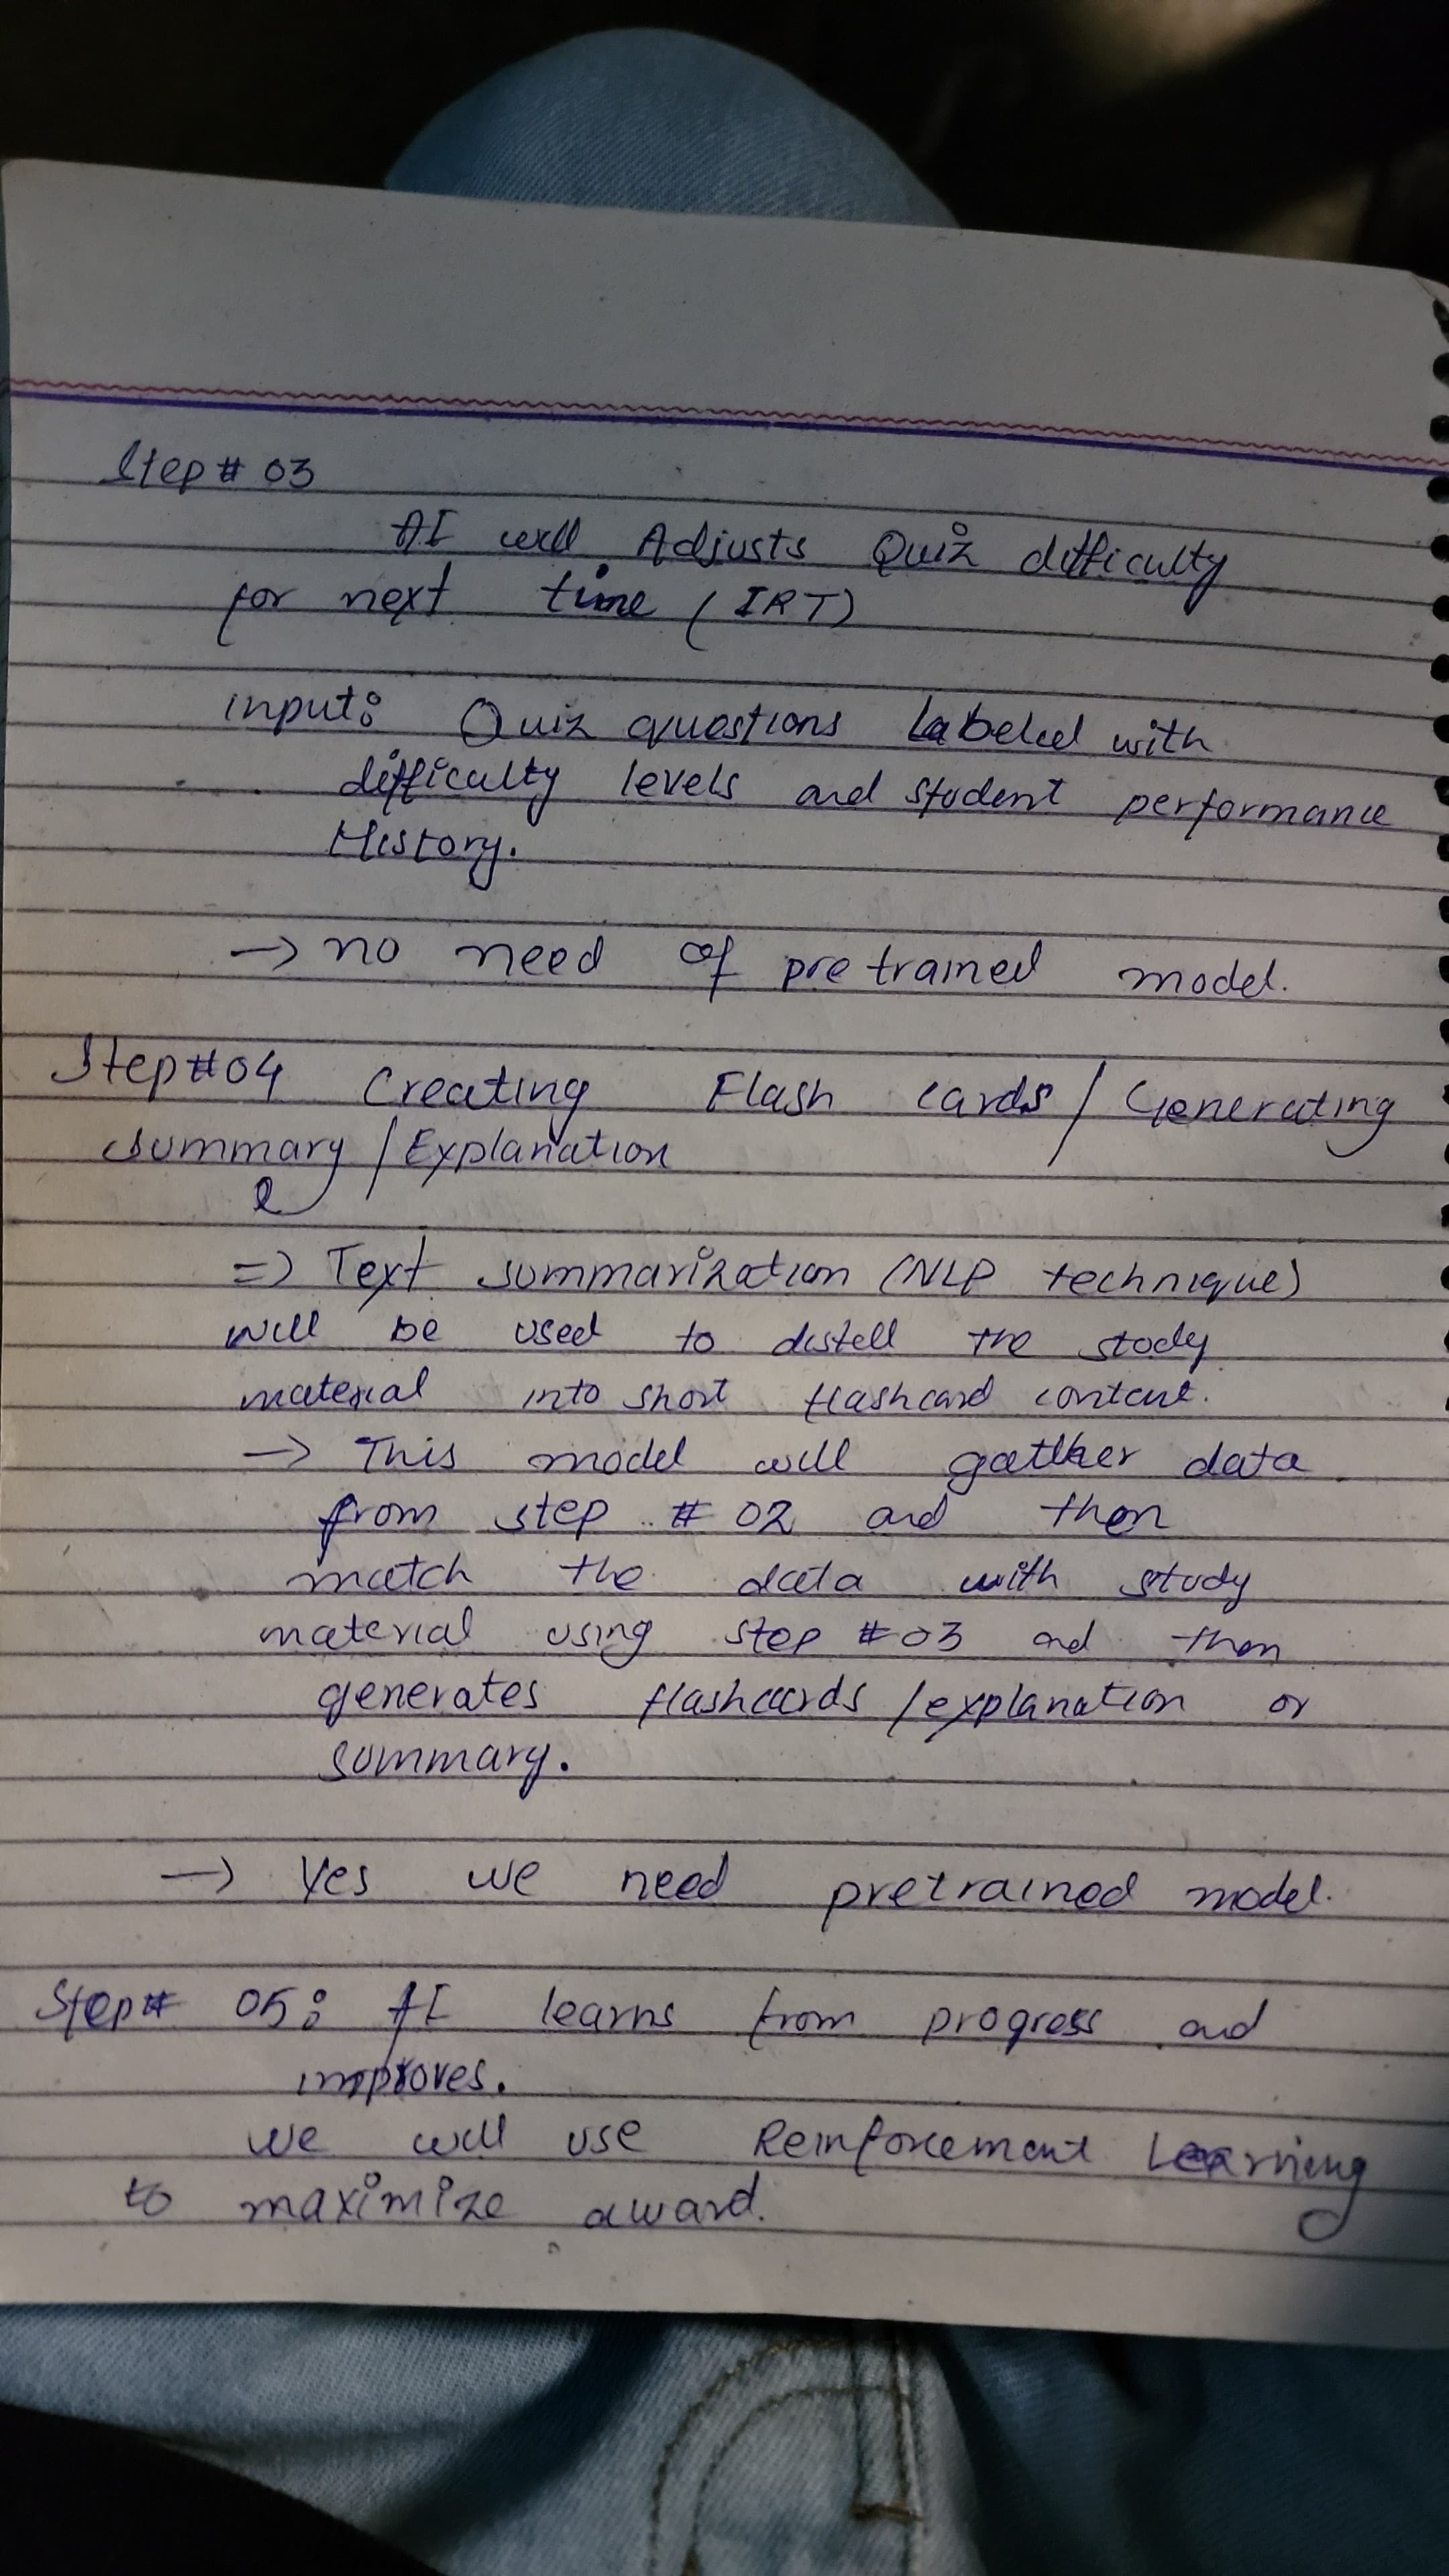 Step # 03
AI will Adjusts Quiz difficulty
for next time (IRT)
input: Quiz questions Labeled with
difficulty levels and student performance
History.
→ no need of pretrained model.
Step#04 Creating Flash cards / Generating
summary / Explanation
=> Text summarization (NLP technique)
will be used to distell the study
material into short flashcard content.
→ This model will gather data
from step # 02 and then
match the data with study
material using step # 03 and then
generates flashcards /explanation or
summary.
→ Yes we need pretrained model.
Step# 05: AI learns from progress and
improves.
we will use Reinforcement Learning
to maximize award.